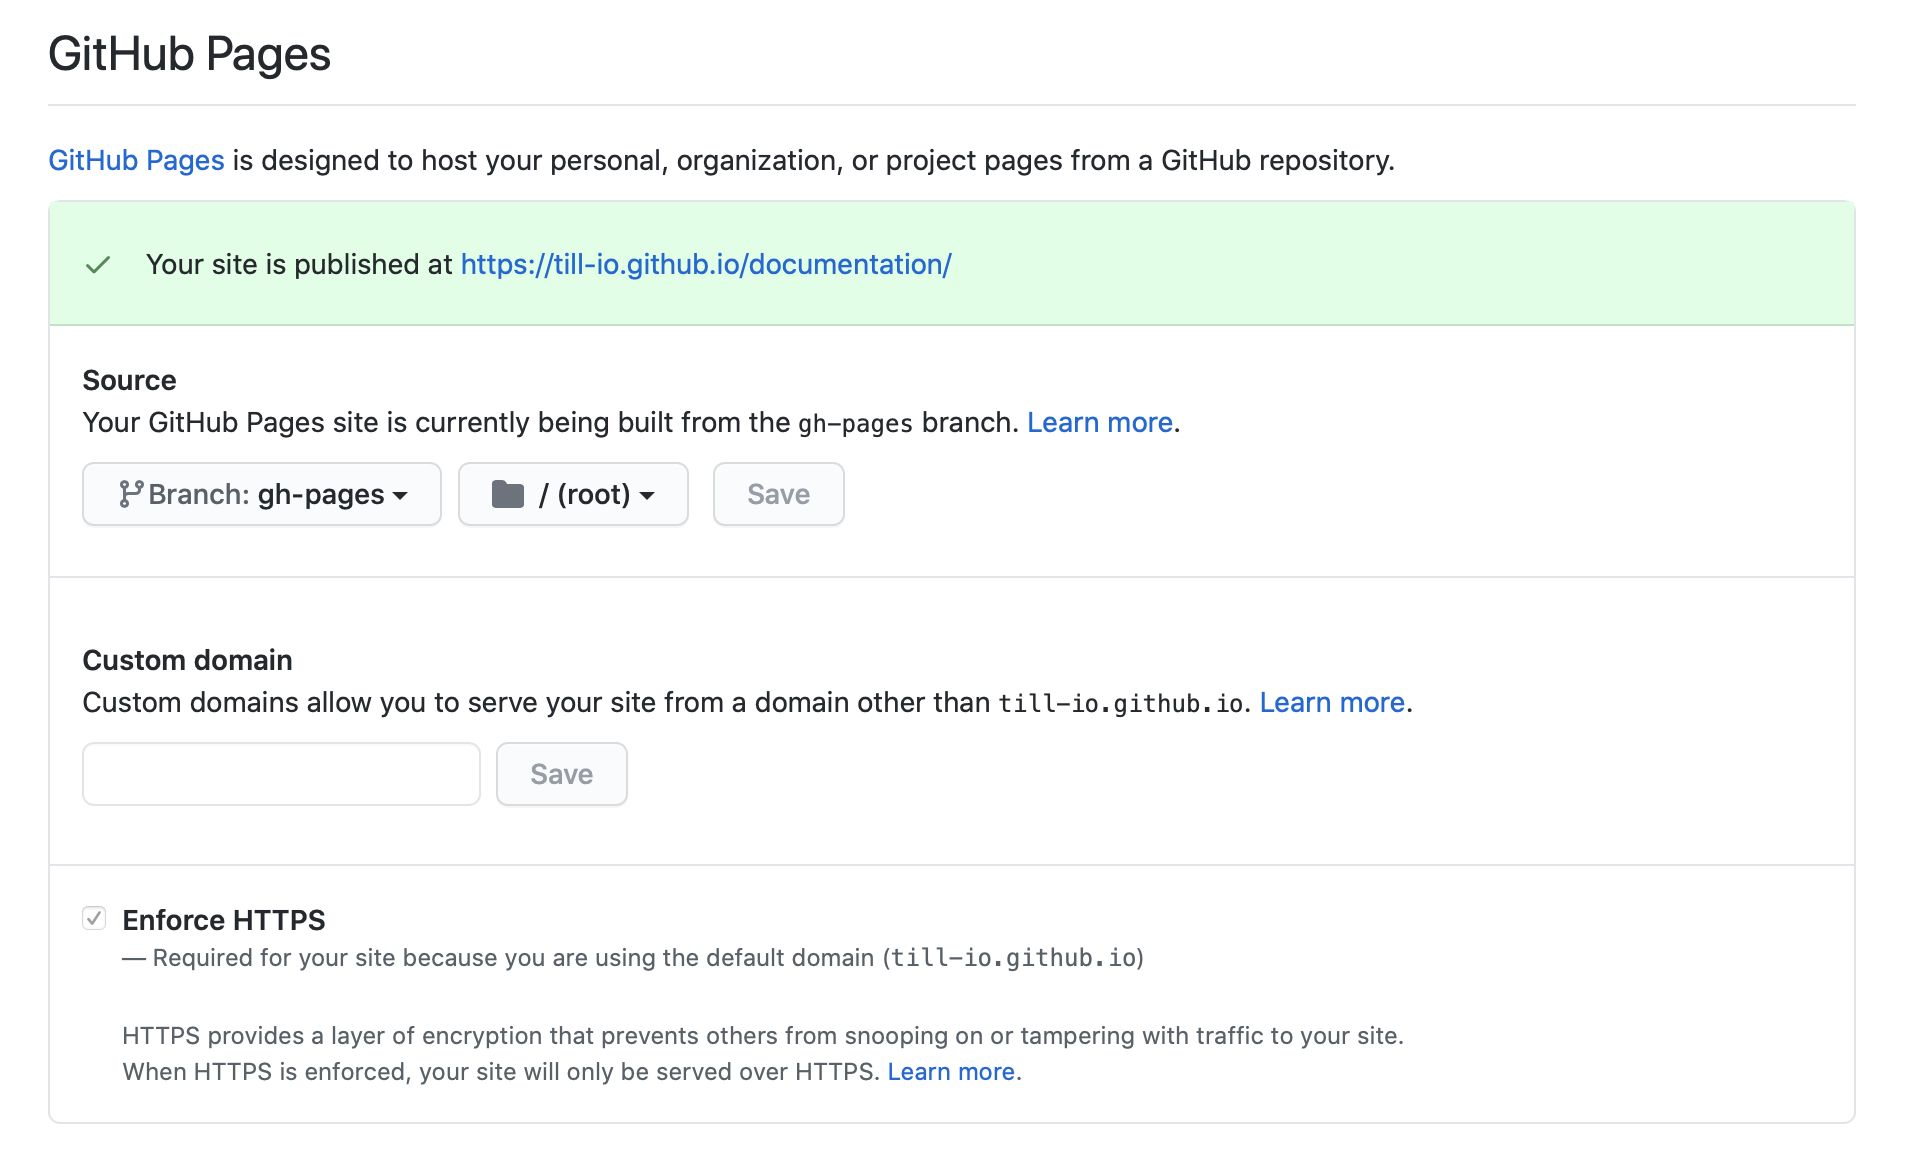 GitHub Pages
GitHub Pages is designed to host your personal, organization, or project pages from a GitHub repository.
Your site is published at https://till-io.github.io/documentation/
Source
Your GitHub Pages site is currently being built from the gh-pages branch. Learn more.
Branch: gh-pages / (root) Save
Custom domain
Custom domains allow you to serve your site from a domain other than till-io.github.io. Learn more.
Save
Enforce HTTPS
— Required for your site because you are using the default domain (till-io.github.io)
HTTPS provides a layer of encryption that prevents others from snooping on or tampering with traffic to your site.
When HTTPS is enforced, your site will only be served over HTTPS. Learn more.